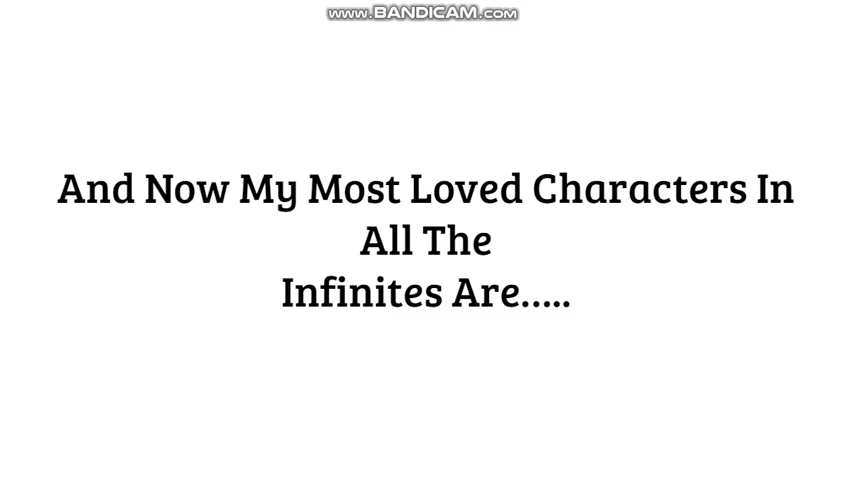 www.BANDICAM.com
And Now My Most Loved Characters In
All The
Infinites Are.....